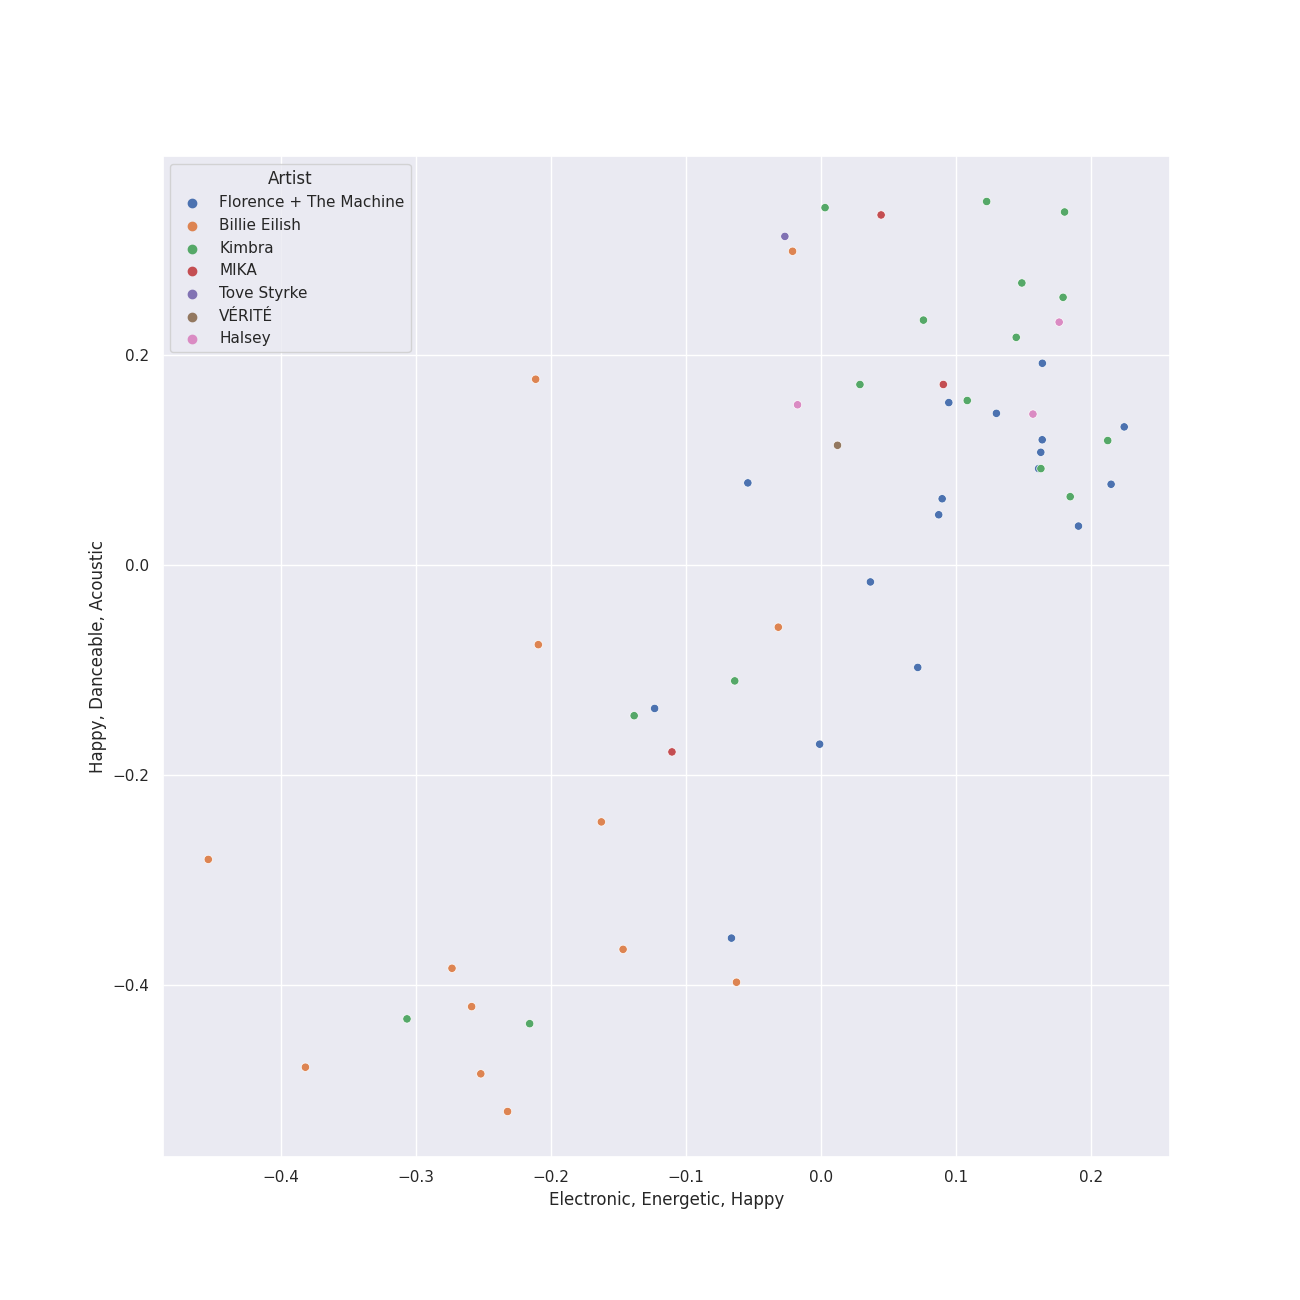 Artist
Florence + The Machine
Billie Eilish
Kimbra
MIKA
Tove Styrke
VÉRITÉ
Halsey
Happy, Danceable, Acoustic
0.2
0.0
−0.2
−0.4
−0.4 −0.3 −0.2 −0.1 0.0 0.1 0.2
Electronic, Energetic, Happy